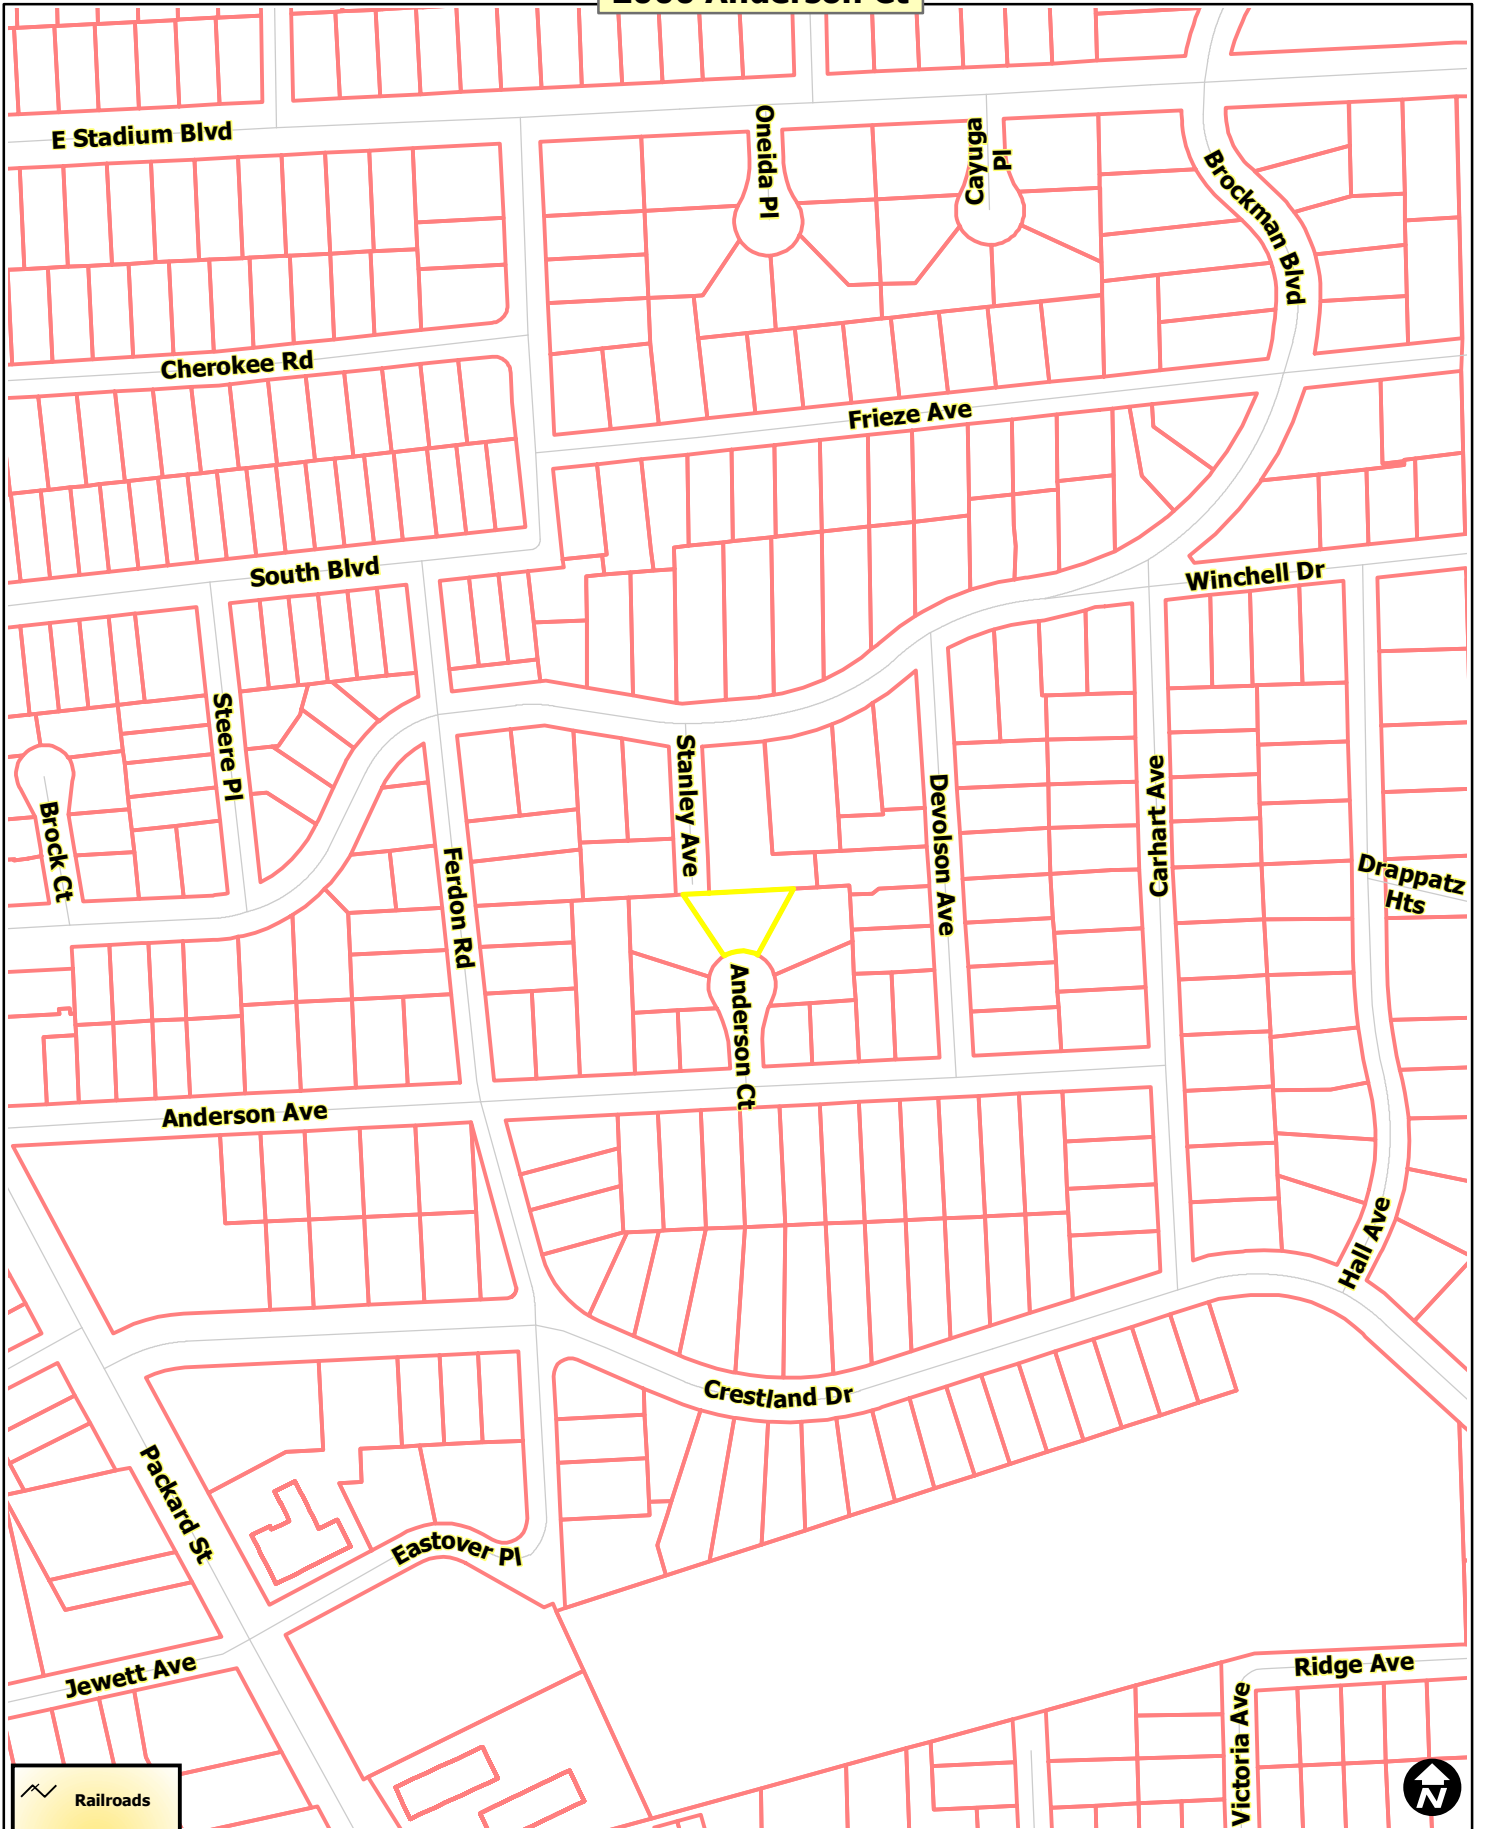 Anderson Ct
E Stadium Blvd
Oneida Pl
Cayuga
Pl
Brockman Blvd
Cherokee Rd
Frieze Ave
South Blvd
Winchell Dr
Steere Pl
Stanley Ave
Brock Ct
Ferdon Rd
Devolson Ave
Carhart Ave
Drappatz
Hts
Anderson Ct
Anderson Ave
Hall Ave
Crestland Dr
Packard St
Eastover Pl
Jewett Ave
Ridge Ave
Victoria Ave
Railroads
N